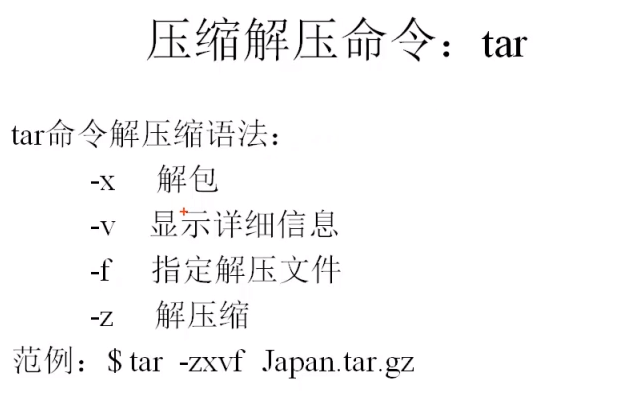 压缩解压命令：tar
tar命令解压缩语法：
-x 解包
-v 显示详细信息
-f 指定解压文件
-z 解压缩
范例：$ tar -zxvf Japan.tar.gz